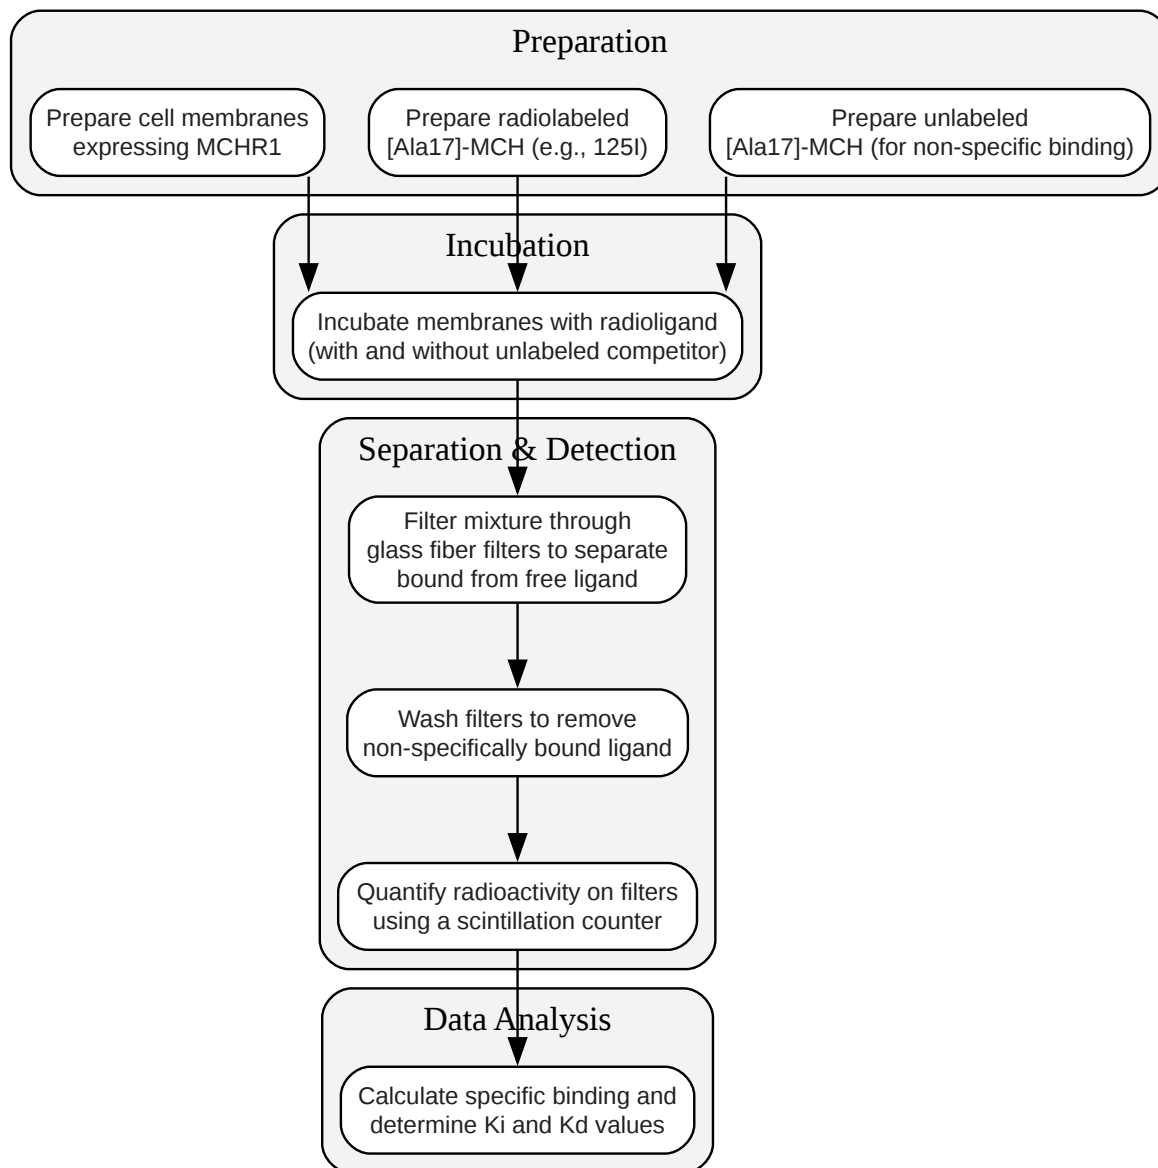 Preparation
Prepare cell membranes
expressing MCHR1
Prepare radiolabeled
[Ala17]-MCH (e.g., 125I)
Prepare unlabeled
[Ala17]-MCH (for non-specific binding)
Incubation
Incubate membranes with radioligand
(with and without unlabeled competitor)
Separation & Detection
Filter mixture through
glass fiber filters to separate
bound from free ligand
Wash filters to remove
non-specifically bound ligand
Quantify radioactivity on filters
using a scintillation counter
Data Analysis
Calculate specific binding and
determine Ki and Kd values